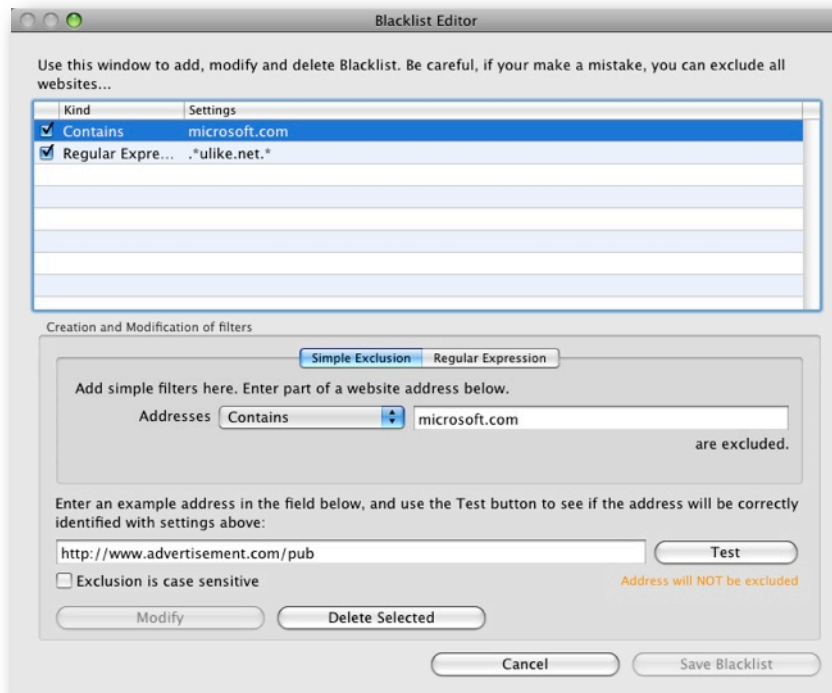 Blacklist Editor
Use this window to add, modify and delete Blacklist. Be careful, if your make a mistake, you can exclude all
websites...
Kind Settings
Contains microsoft.com
Regular Expre... .*ulike.net.*
Creation and Modification of filters
Simple Exclusion Regular Expression
Add simple filters here. Enter part of a website address below.
Addresses Contains microsoft.com
are excluded.
Enter an example address in the field below, and use the Test button to see if the address will be correctly
identified with settings above:
http://www.advertisement.com/pub Test
Exclusion is case sensitive Address will NOT be excluded
Modify Delete Selected
Cancel Save Blacklist